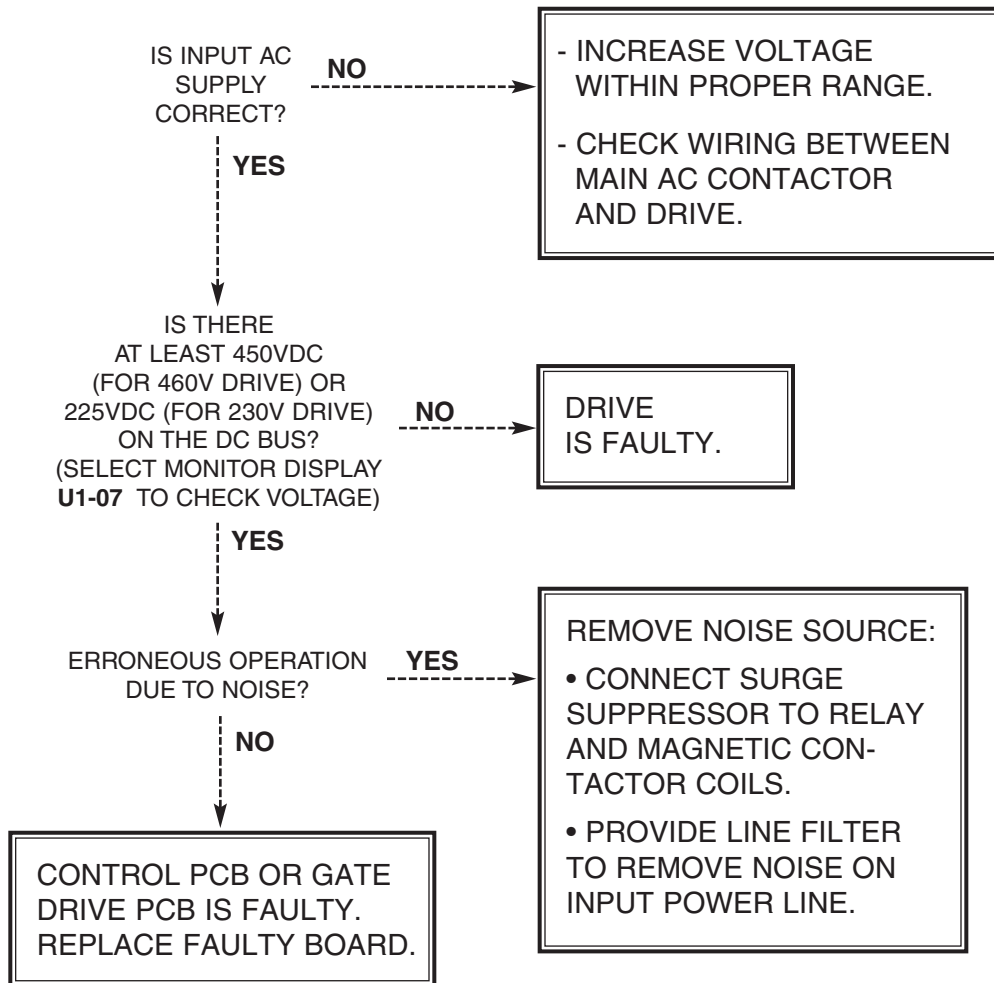 IS INPUT AC
SUPPLY
CORRECT?
NO
- INCREASE VOLTAGE
WITHIN PROPER RANGE.
- CHECK WIRING BETWEEN
MAIN AC CONTACTOR
AND DRIVE.
YES
IS THERE
AT LEAST 450VDC
(FOR 460V DRIVE) OR
225VDC (FOR 230V DRIVE)
ON THE DC BUS?
(SELECT MONITOR DISPLAY
U1-07 TO CHECK VOLTAGE)
NO
DRIVE
IS FAULTY.
YES
ERRONEOUS OPERATION
DUE TO NOISE?
YES
REMOVE NOISE SOURCE:
• CONNECT SURGE
SUPPRESSOR TO RELAY
AND MAGNETIC CON-
TACTOR COILS.
• PROVIDE LINE FILTER
TO REMOVE NOISE ON
INPUT POWER LINE.
NO
CONTROL PCB OR GATE
DRIVE PCB IS FAULTY.
REPLACE FAULTY BOARD.